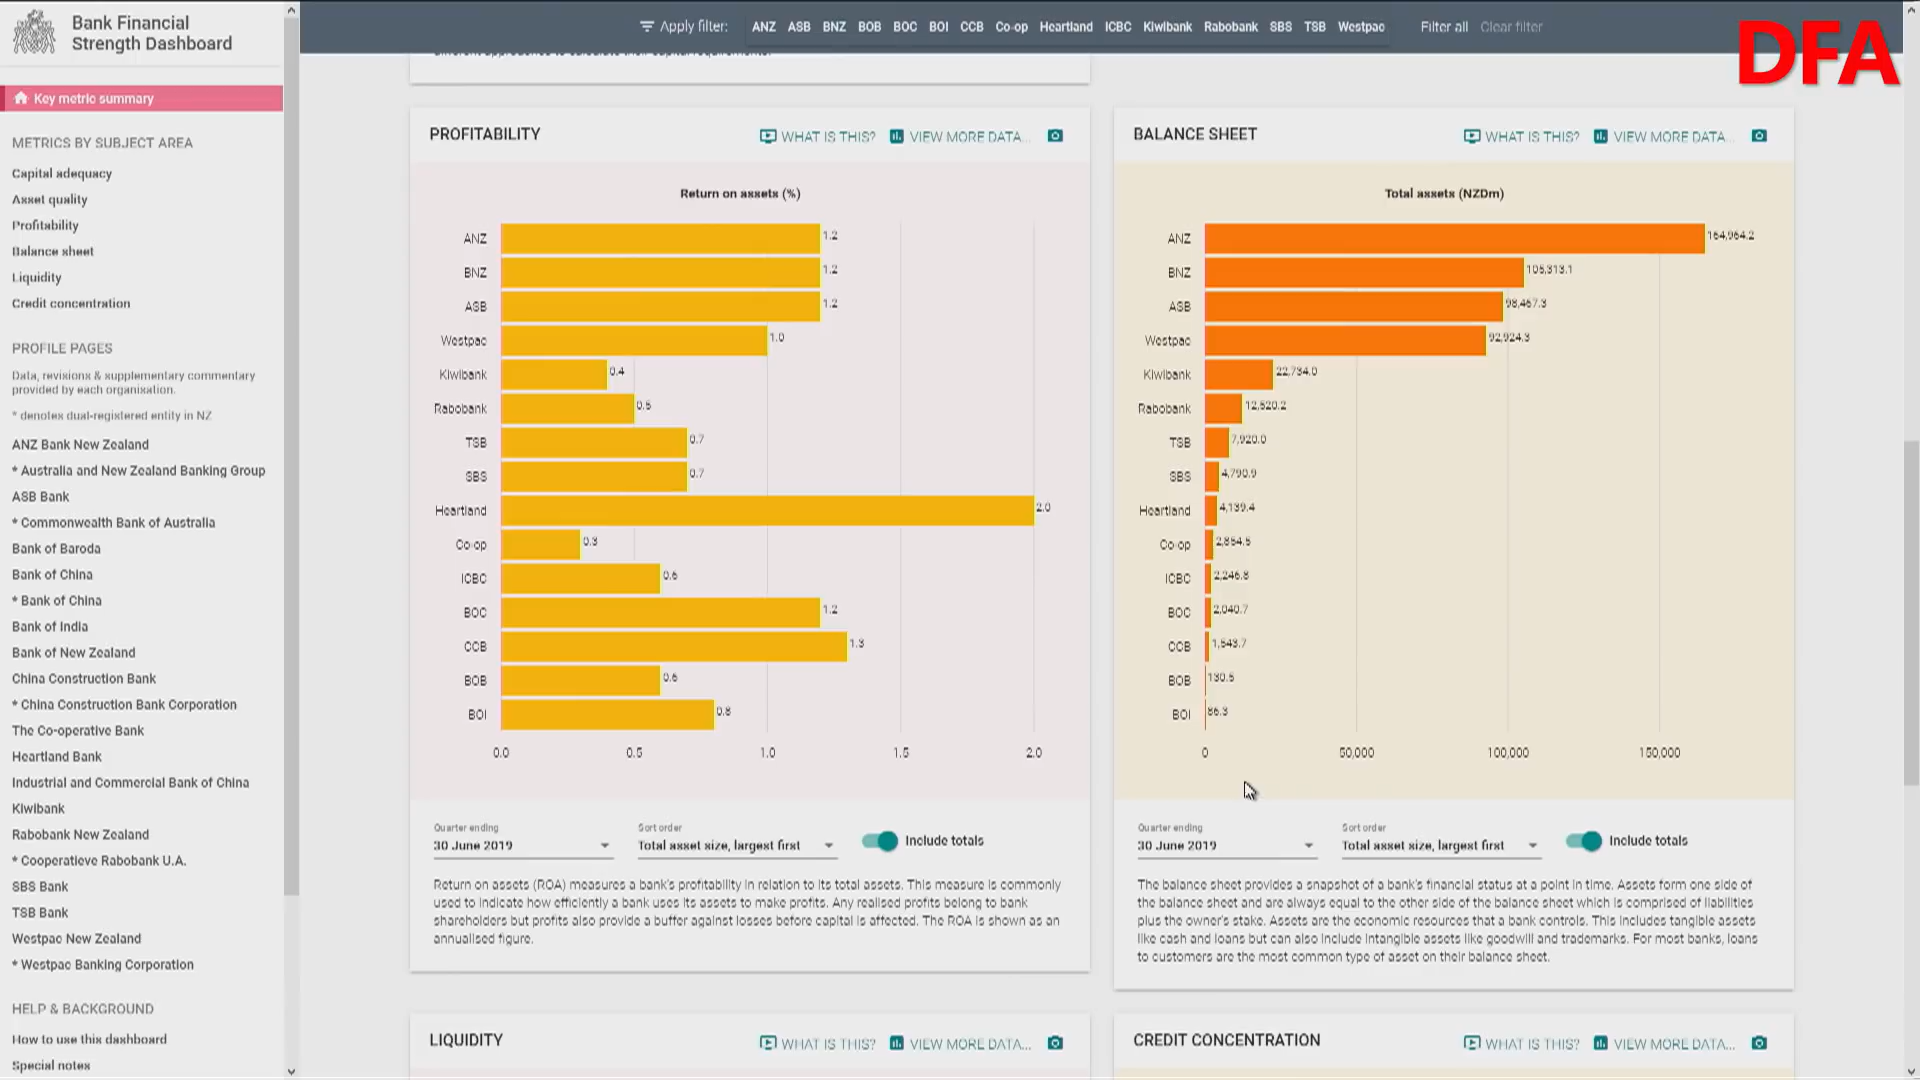 Bank Financial
Strength Dashboard
Apply filter: ANZ ASB BNZ BOB BOC BOI CCB Co-op Heartland ICBC Kiwibank Rabobank SBS TSB Westpac Filter all Clear filter
DFA
Key metric summary
METRICS BY SUBJECT AREA
Capital adequacy
Asset quality
Profitability
Balance sheet
Liquidity
Credit concentration
PROFILE PAGES
Data, revisions & supplementary commentary
provided by each organisation.
* denotes dual-registered entity in NZ
ANZ Bank New Zealand
* Australia and New Zealand Banking Group
ASB Bank
* Commonwealth Bank of Australia
Bank of Baroda
Bank of China
* Bank of China
Bank of India
Bank of New Zealand
China Construction Bank
* China Construction Bank Corporation
The Co-operative Bank
Heartland Bank
Industrial and Commercial Bank of China
Kiwibank
Rabobank New Zealand
* Cooperatieve Rabobank U.A.
SBS Bank
TSB Bank
Westpac New Zealand
* Westpac Banking Corporation
HELP & BACKGROUND
How to use this dashboard
Special notes
PROFITABILITY WHAT IS THIS? VIEW MORE DATA...
Return on assets (%)
ANZ 1.2
BNZ 1.2
ASB 1.2
Westpac 1.0
Kiwibank 0.4
Rabobank 0.5
TSB 0.7
SBS 0.7
Heartland 2.0
Co-op 0.3
ICBC 0.6
BOC 1.2
CCB 1.3
BOB 0.6
BOI 0.8
0.0 0.5 1.0 1.5 2.0
Quarter ending Sort order
30 June 2019 Total asset size, largest first Include totals
Return on assets (ROA) measures a bank's profitability in relation to its total assets. This measure is commonly
used to indicate how efficiently a bank uses its assets to make profits. Any realised profits belong to bank
shareholders but profits also provide a buffer against losses before capital is affected. The ROA is shown as an
annualised figure.
BALANCE SHEET WHAT IS THIS? VIEW MORE DATA...
Total assets (NZDm)
ANZ 164,964.2
BNZ 105,313.1
ASB 98,467.3
Westpac 92,924.3
Kiwibank 22,734.0
Rabobank 12,520.2
TSB 7,920.0
SBS 4,790.9
Heartland 4,139.4
Co-op 2,854.5
ICBC 2,246.8
BOC 2,040.7
CCB 1,543.7
BOB 130.5
BOI 86.3
0 50,000 100,000 150,000
Quarter ending Sort order
30 June 2019 Total asset size, largest first Include totals
The balance sheet provides a snapshot of a bank's financial status at a point in time. Assets form one side of
the balance sheet and are always equal to the other side of the balance sheet which is comprised of liabilities
plus the owner's stake. Assets are the economic resources that a bank controls. This includes tangible assets
like cash and loans but can also include intangible assets like goodwill and trademarks. For most banks, loans
to customers are the most common type of asset on their balance sheet.
LIQUIDITY WHAT IS THIS? VIEW MORE DATA...
CREDIT CONCENTRATION WHAT IS THIS? VIEW MORE DATA...